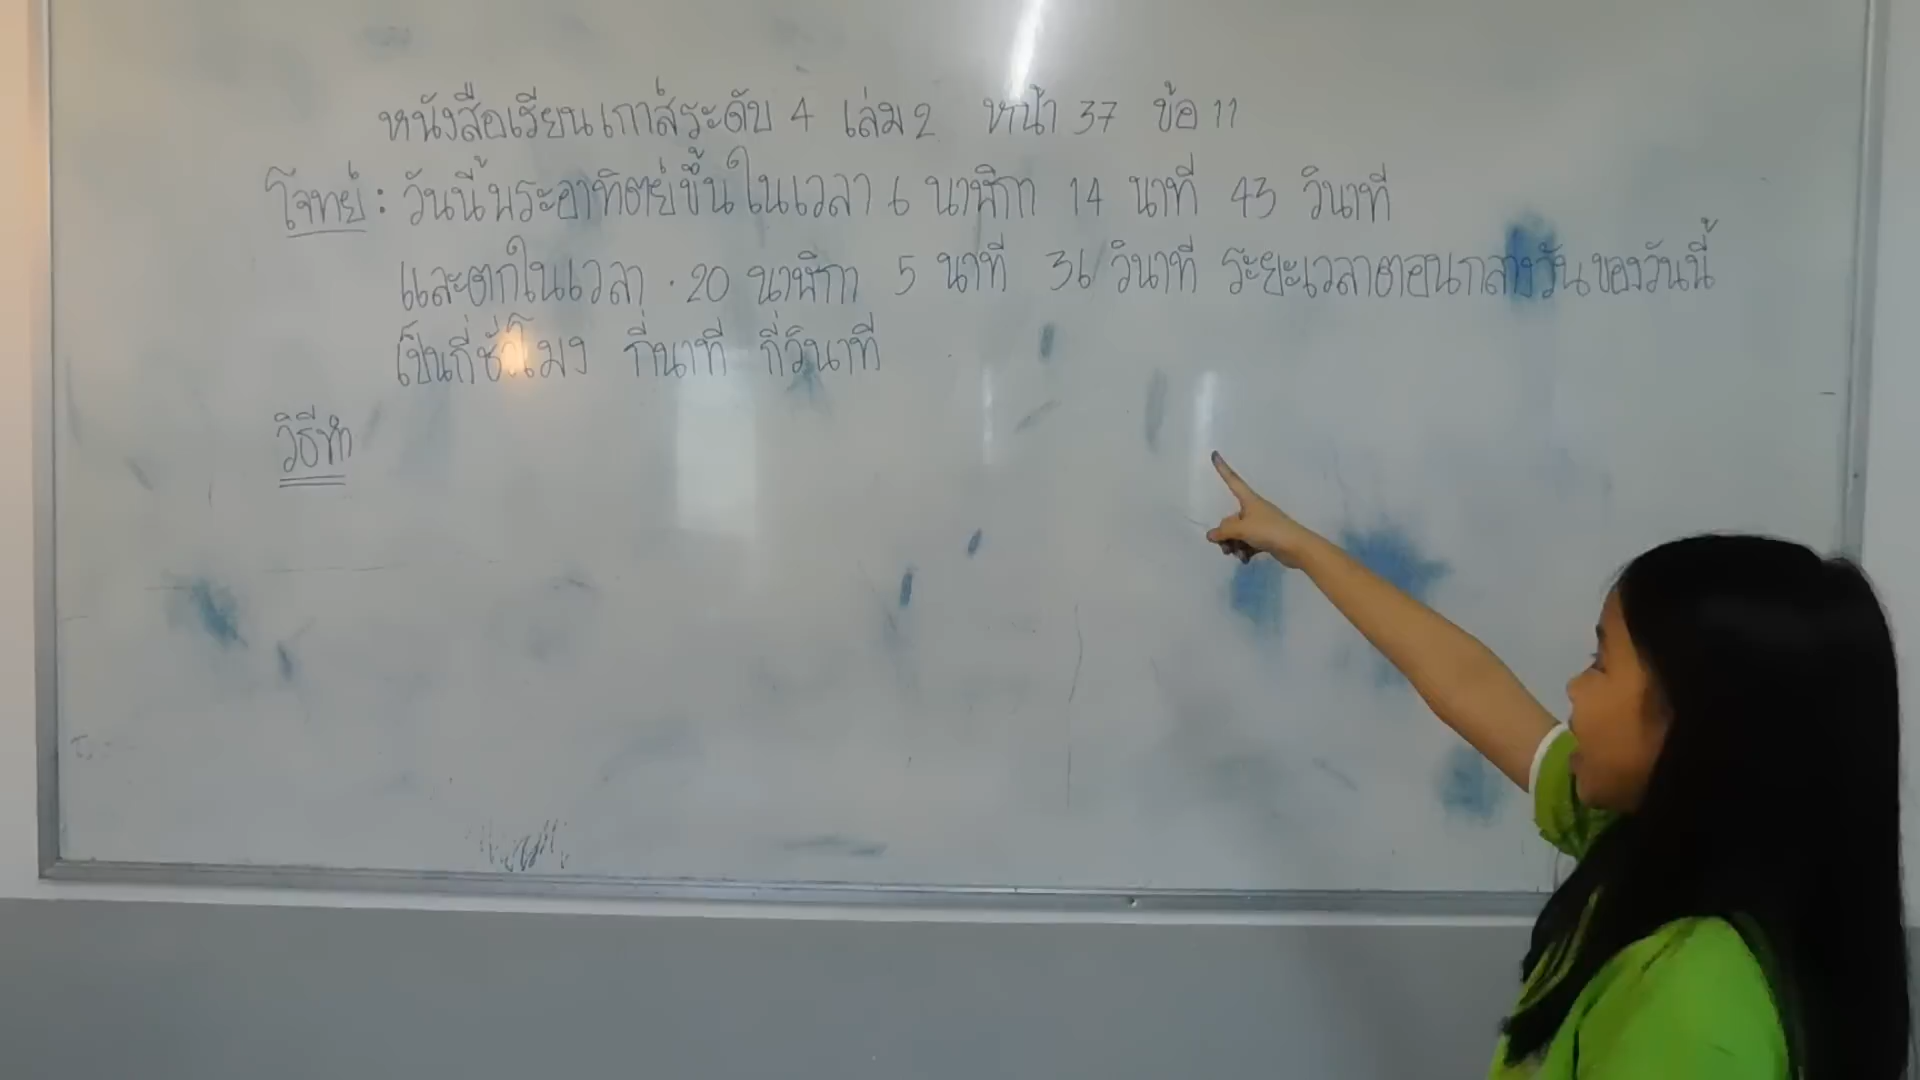 หนังสือเรียนเกาส์ระดับ 4 เล่ม 2 หน้า 37 ข้อ 11
โจทย์ : วันนี้พระอาทิตย์ขึ้นในเวลา 6 นาฬิกา 14 นาที 43 วินาที
และตกในเวลา 20 นาฬิกา 5 นาที 36 วินาที ระยะเวลาตอนกลางวันของวันนี้
เป็นกี่ชั่วโมง กี่นาที กี่วินาที
วิธีทำ